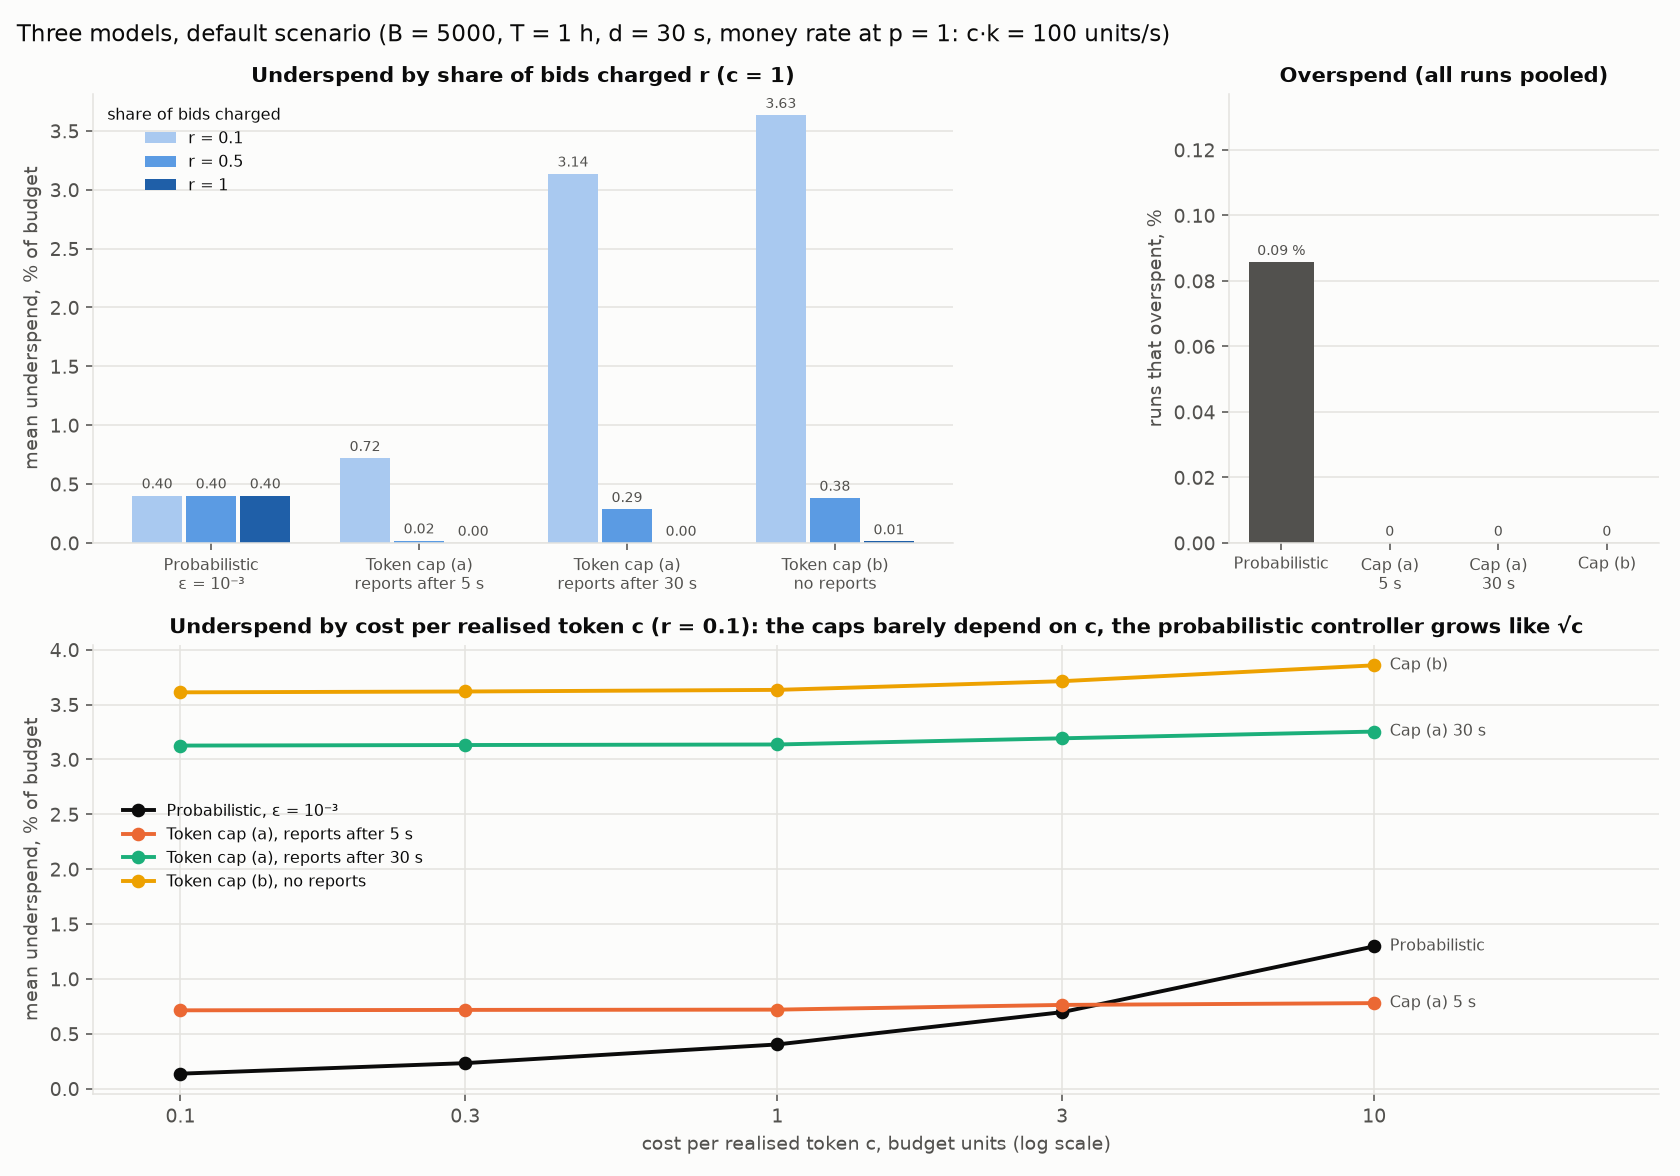 Three models, default scenario (B = 5000, T = 1 h, d = 30 s, money rate at p = 1: c·k = 100 units/s)
Underspend by share of bids charged r (c = 1)
mean underspend, % of budget
3.5
3.0
2.5
2.0
1.5
1.0
0.5
0.0
share of bids charged
r = 0.1
r = 0.5
r = 1
0.40
0.40
0.40
0.72
0.02
0.00
3.14
0.29
0.00
3.63
0.38
0.01
Probabilistic
ε = 10⁻³
Token cap (a)
reports after 5 s
Token cap (a)
reports after 30 s
Token cap (b)
no reports
Overspend (all runs pooled)
runs that overspent, %
0.12
0.10
0.08
0.06
0.04
0.02
0.00
0.09 %
0
0
0
Probabilistic
Cap (a)
5 s
Cap (a)
30 s
Cap (b)
Underspend by cost per realised token c (r = 0.1): the caps barely depend on c, the probabilistic controller grows like √c
mean underspend, % of budget
4.0
3.5
3.0
2.5
2.0
1.5
1.0
0.5
0.0
Cap (b)
Cap (a) 30 s
Probabilistic, ε = 10⁻³
Token cap (a), reports after 5 s
Token cap (a), reports after 30 s
Token cap (b), no reports
Probabilistic
Cap (a) 5 s
0.1
0.3
1
3
10
cost per realised token c, budget units (log scale)